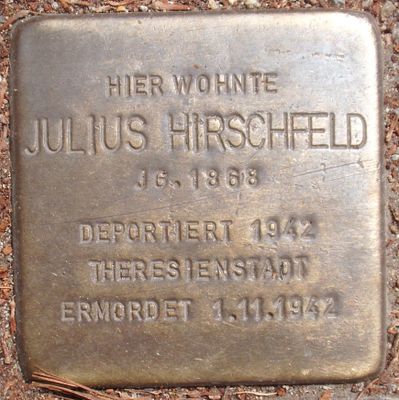 HIER WOHNTE
JULIUS HIRSCHFELD
JG. 1868
DEPORTIERT 1942
THERESIENSTADT
ERMORDET 1.11.1942